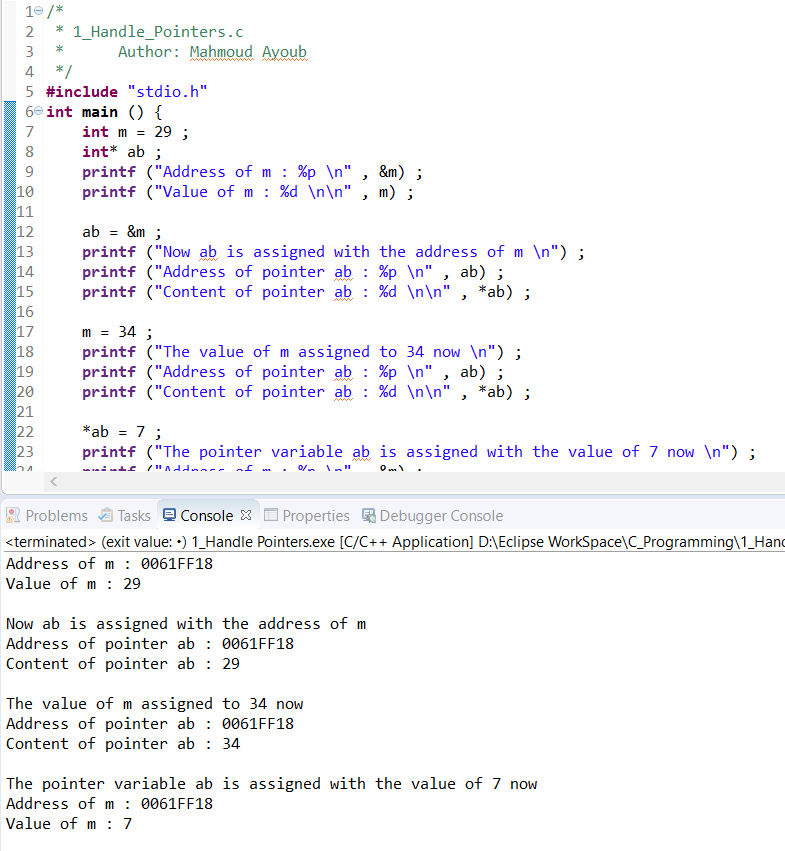 1 /*
2  * 1_Handle_Pointers.c
3  *      Author: Mahmoud Ayoub
4  */
5 #include "stdio.h"
6 int main () {
7     int m = 29 ;
8     int* ab ;
9     printf ("Address of m : %p \n" , &m) ;
10     printf ("Value of m : %d \n\n" , m) ;
11
12     ab = &m ;
13     printf ("Now ab is assigned with the address of m \n") ;
14     printf ("Address of pointer ab : %p \n" , ab) ;
15     printf ("Content of pointer ab : %d \n\n" , *ab) ;
16
17     m = 34 ;
18     printf ("The value of m assigned to 34 now \n") ;
19     printf ("Address of pointer ab : %p \n" , ab) ;
20     printf ("Content of pointer ab : %d \n\n" , *ab) ;
21
22     *ab = 7 ;
23     printf ("The pointer variable ab is assigned with the value of 7 now \n") ;
24     printf ("Address of m : %p \n" , &m) ;
Problems Tasks Console Properties Debugger Console
<terminated> (exit value: •) 1_Handle Pointers.exe [C/C++ Application] D:\Eclipse WorkSpace\C_Programming\1_Hand
Address of m : 0061FF18
Value of m : 29

Now ab is assigned with the address of m
Address of pointer ab : 0061FF18
Content of pointer ab : 29

The value of m assigned to 34 now
Address of pointer ab : 0061FF18
Content of pointer ab : 34

The pointer variable ab is assigned with the value of 7 now
Address of m : 0061FF18
Value of m : 7